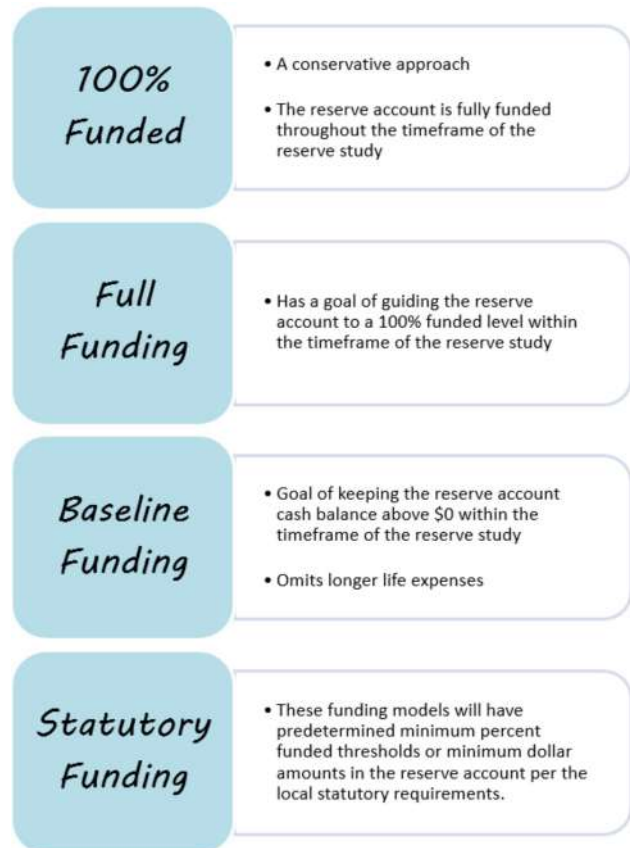 100%
Funded
• A conservative approach
• The reserve account is fully funded
throughout the timeframe of the
reserve study
Full
Funding
• Has a goal of guiding the reserve
account to a 100% funded level within
the timeframe of the reserve study
Baseline
Funding
• Goal of keeping the reserve account
cash balance above $0 within the
timeframe of the reserve study
• Omits longer life expenses
Statutory
Funding
• These funding models will have
predetermined minimum percent
funded thresholds or minimum dollar
amounts in the reserve account per the
local statutory requirements.